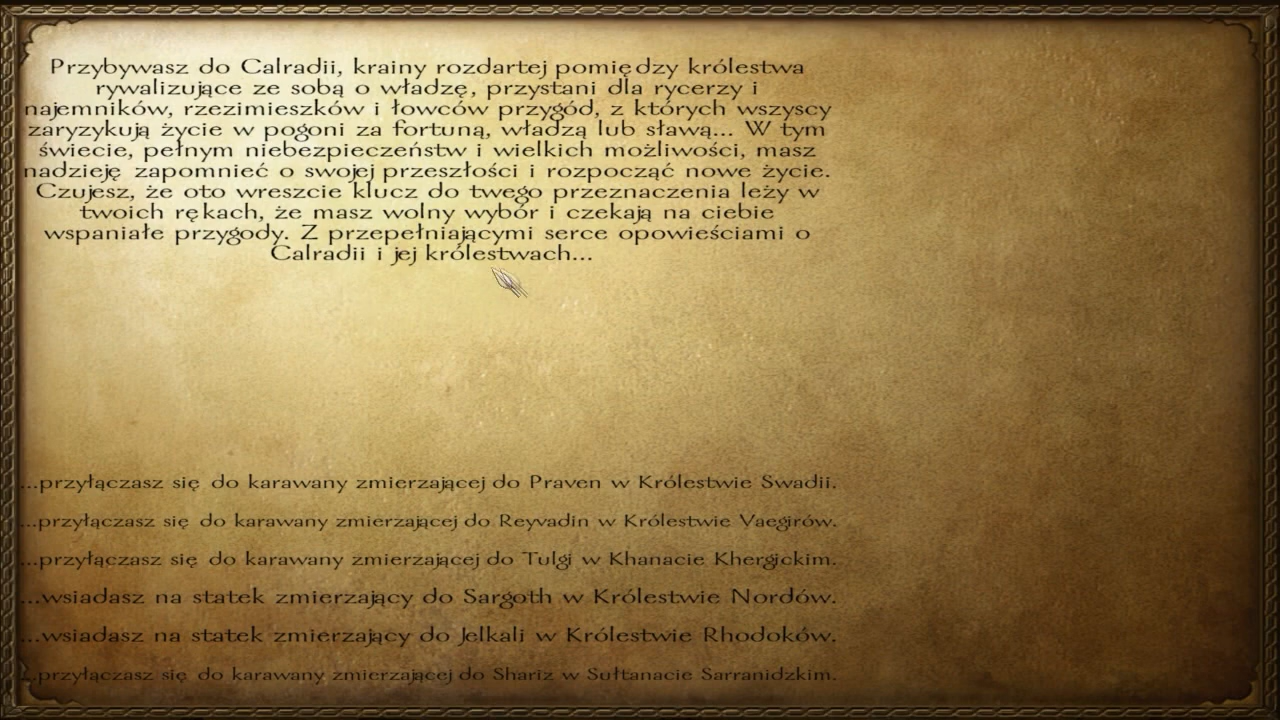 Przybywasz do Calradii, krainy rozdartej pomiędzy królestwa
rywalizujące ze sobą o władzę, przystani dla rycerzy i
najemników, rzezimieszków i łowców przygód, z których wszyscy
zaryzykują życie w pogoni za fortuną, władzą lub sławą... W tym
świecie, pełnym niebezpieczeństw i wielkich możliwości, masz
nadzieję zapomnieć o swojej przeszłości i rozpocząć nowe życie.
Czujesz, że oto wreszcie klucz do twego przeznaczenia leży w
twoich rękach, że masz wolny wybór i czekają na ciebie
wspaniałe przygody. Z przepełniającymi serce opowieściami o
Calradii i jej królestwach...
...przyłączasz się do karawany zmierzającej do Praven w Królestwie Swadii.
...przyłączasz się do karawany zmierzającej do Reyvadin w Królestwie Vaegirów.
...przyłączasz się do karawany zmierzającej do Tulgi w Khanacie Khergickim.
...wsiadasz na statek zmierzający do Sargoth w Królestwie Nordów.
...wsiadasz na statek zmierzający do Jelkali w Królestwie Rhodoków.
...przyłączasz się do karawany zmierzającej do Shariz w Sułtanacie Sarranidzkim.